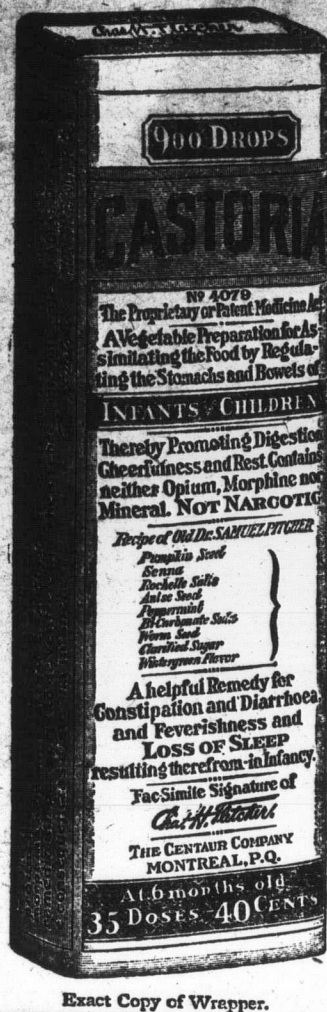 Chas. H. Fletcher
900 DROPS
CASTORIA
Nº 4079
The Proprietary or Patent Medicine Act
A Vegetable Preparation for As-
similating the Food by Regula-
ting the Stomachs and Bowels of
INFANTS CHILDREN
Thereby Promoting Digestion
Cheerfulness and Rest. Contains
neither Opium, Morphine nor
Mineral. NOT NARCOTIC
Recipe of Old Dr. SAMUEL PITCHER
Pumpkin Seed
Senna
Rochelle Salts
Anise Seed
Peppermint
Bi-Carbonate Soda
Worm Seed
Clarified Sugar
Wintergreen Flavor
A helpful Remedy for
Constipation and Diarrhoea,
and Feverishness and
LOSS OF SLEEP
resulting therefrom-in Infancy.
Fac-Simile Signature of
Chas. H. Fletcher.
THE CENTAUR COMPANY
MONTREAL, P.Q.
At 6 months old
35 DOSES 40 CENTS
Exact Copy of Wrapper.